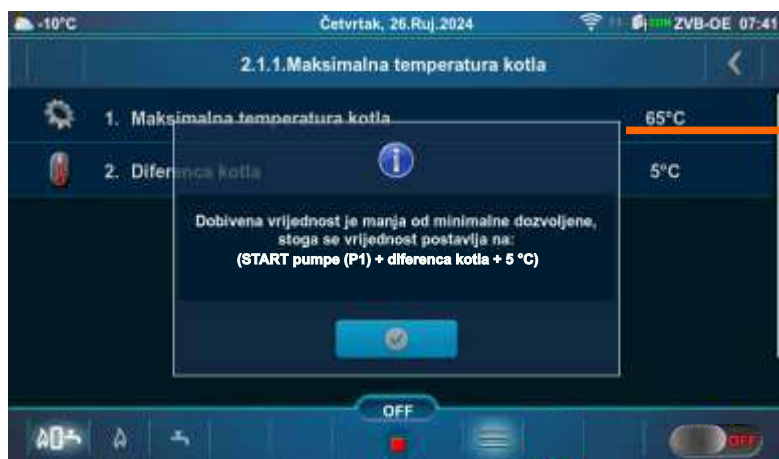 -10°C Četvrtak, 26.Ruj.2024 ZVB-OE 07:41
2.1.1.Maksimalna temperatura kotla
1. Maksimalna temperatura kotla 65°C
2. Diferenca kotla 5°C
Dobivena vrijednost je manja od minimalne dozvoljene,
stoga se vrijednost postavlja na:
(START pumpe (P1) + diferenca kotla + 5 °C)
OFF
OFF